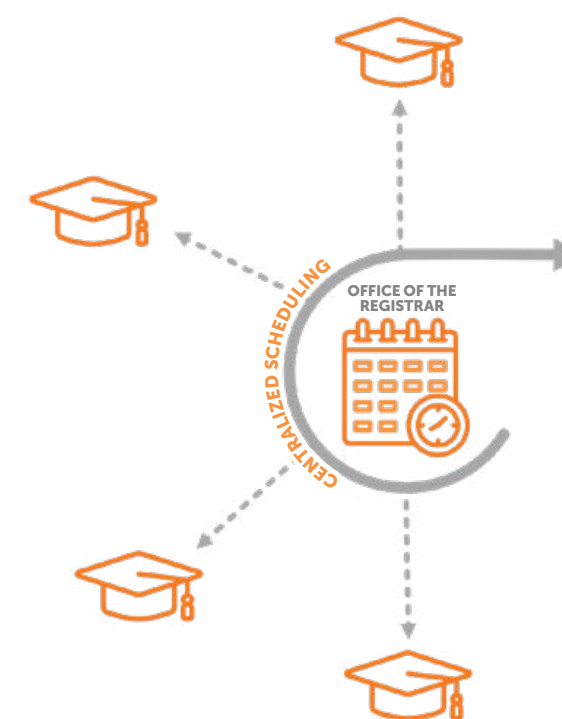 CENTRALIZED SCHEDULING
OFFICE OF THE
REGISTRAR